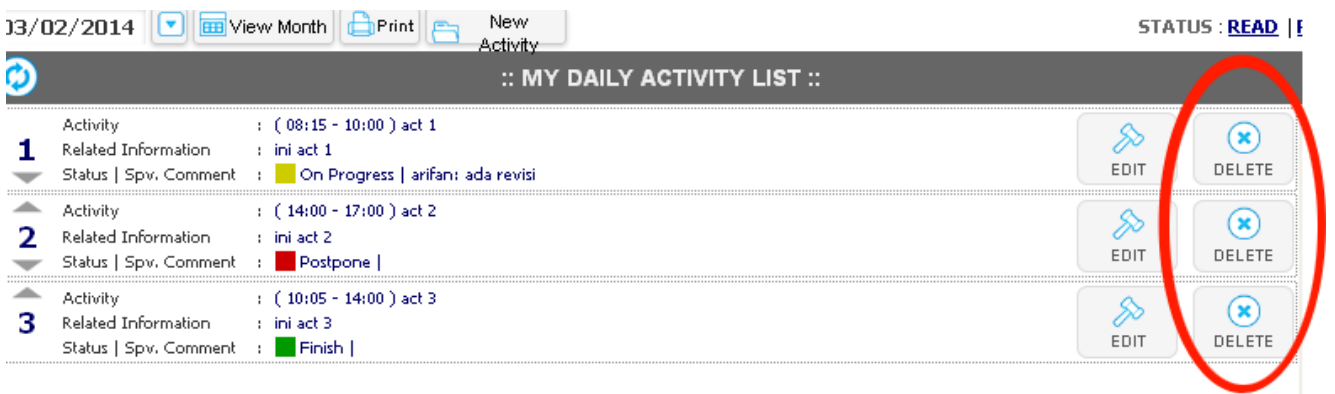 03/02/2014 View Month Print New Activity STATUS : READ |
:: MY DAILY ACTIVITY LIST ::
1
Activity : ( 08:15 - 10:00 ) act 1
Related Information : ini act 1
Status | Spv. Comment : On Progress | arifan: ada revisi
EDIT DELETE
2
Activity : ( 14:00 - 17:00 ) act 2
Related Information : ini act 2
Status | Spv. Comment : Postpone |
EDIT DELETE
3
Activity : ( 10:05 - 14:00 ) act 3
Related Information : ini act 3
Status | Spv. Comment : Finish |
EDIT DELETE